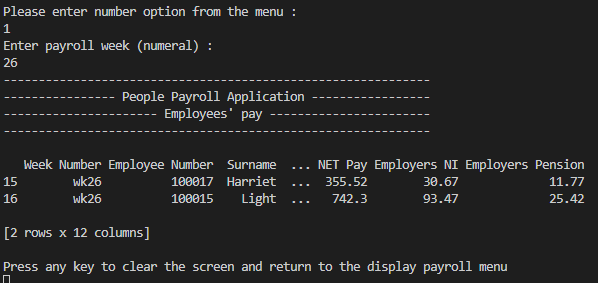 Please enter number option from the menu :
1
Enter payroll week (numeral) :
26
-------------------------------------------------------------
---------------- People Payroll Application -----------------
---------------------- Employees' pay -----------------------
-------------------------------------------------------------
   Week Number Employee Number  Surname  ... NET Pay Employers NI Employers Pension
15        wk26          100017  Harriet  ...  355.52        30.67             11.77
16        wk26          100015    Light  ...   742.3        93.47             25.42
[2 rows x 12 columns]
Press any key to clear the screen and return to the display payroll menu